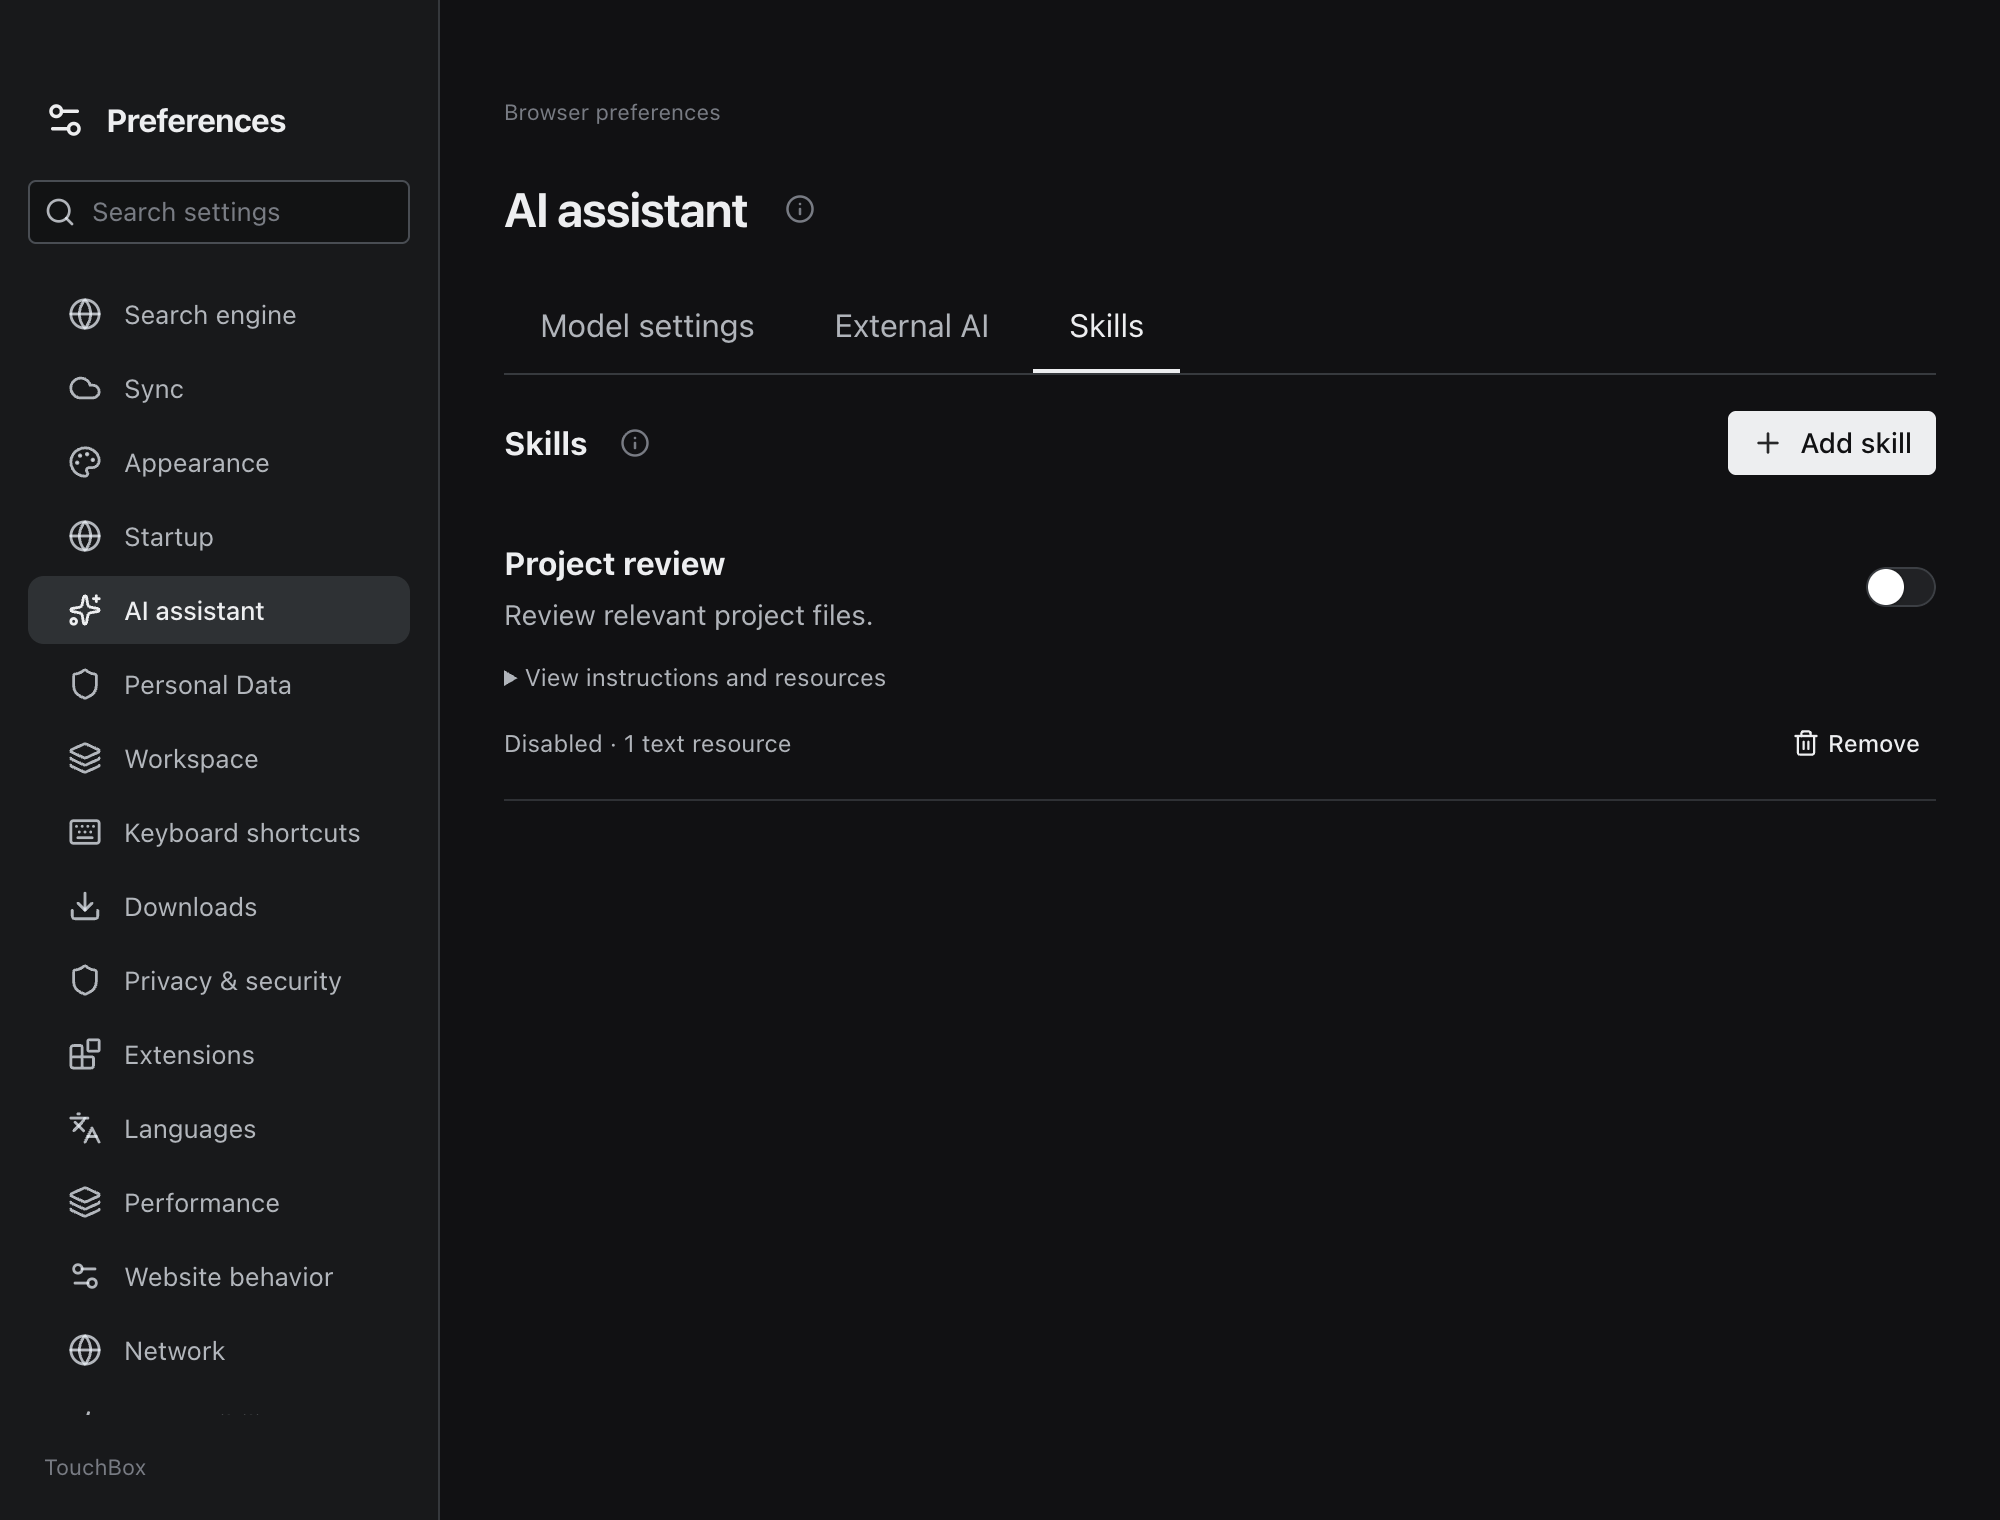 Preferences
Search settings
Search engine
Sync
Appearance
Startup
AI assistant
Personal Data
Workspace
Keyboard shortcuts
Downloads
Privacy & security
Extensions
Languages
Performance
Website behavior
Network
TouchBox
Browser preferences
AI assistant
Model settings
External AI
Skills
Skills
Add skill
Project review
Review relevant project files.
View instructions and resources
Disabled · 1 text resource
Remove